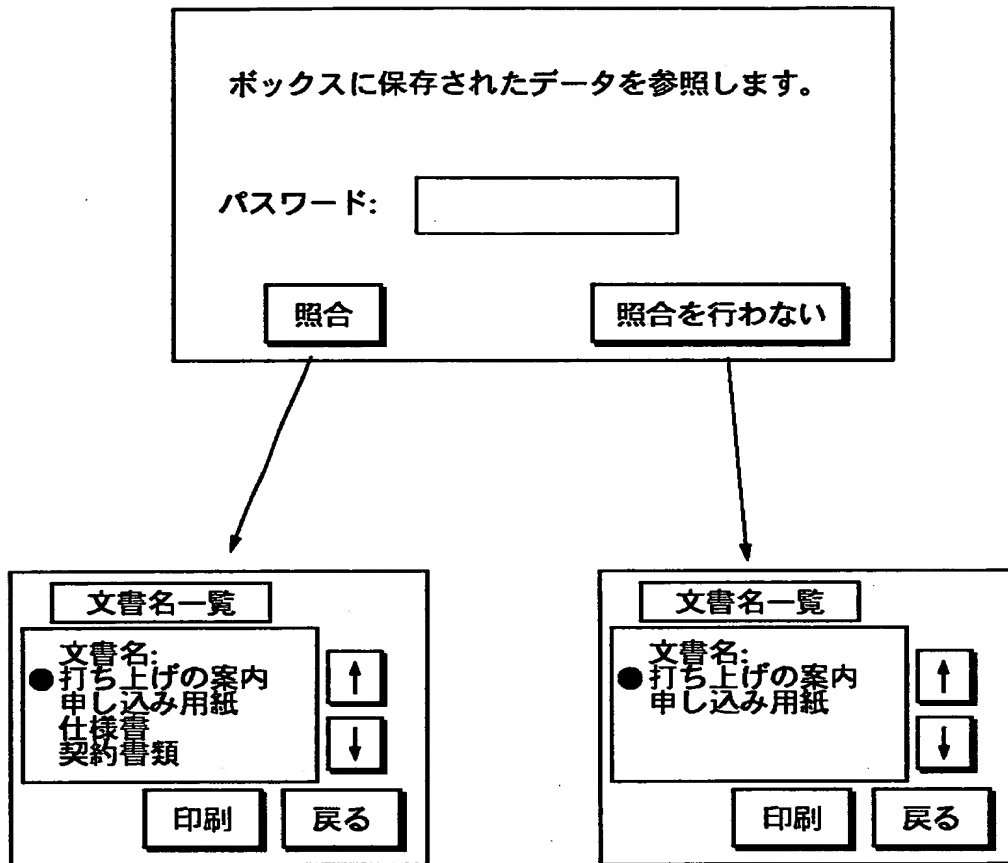 ボックスに保存されたデータを参照します。
パスワード:
照合
照合を行わない
文書名一覧
文書名:
●打ち上げの案内
申し込み用紙
仕様書
契約書類
↑
↓
印刷
戻る
文書名一覧
文書名:
●打ち上げの案内
申し込み用紙
↑
↓
印刷
戻る